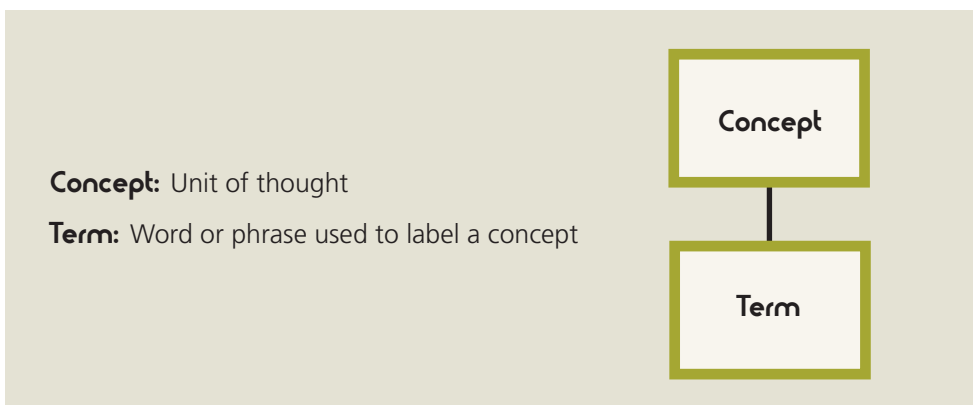 Concept: Unit of thought
Term: Word or phrase used to label a concept
Concept
Term